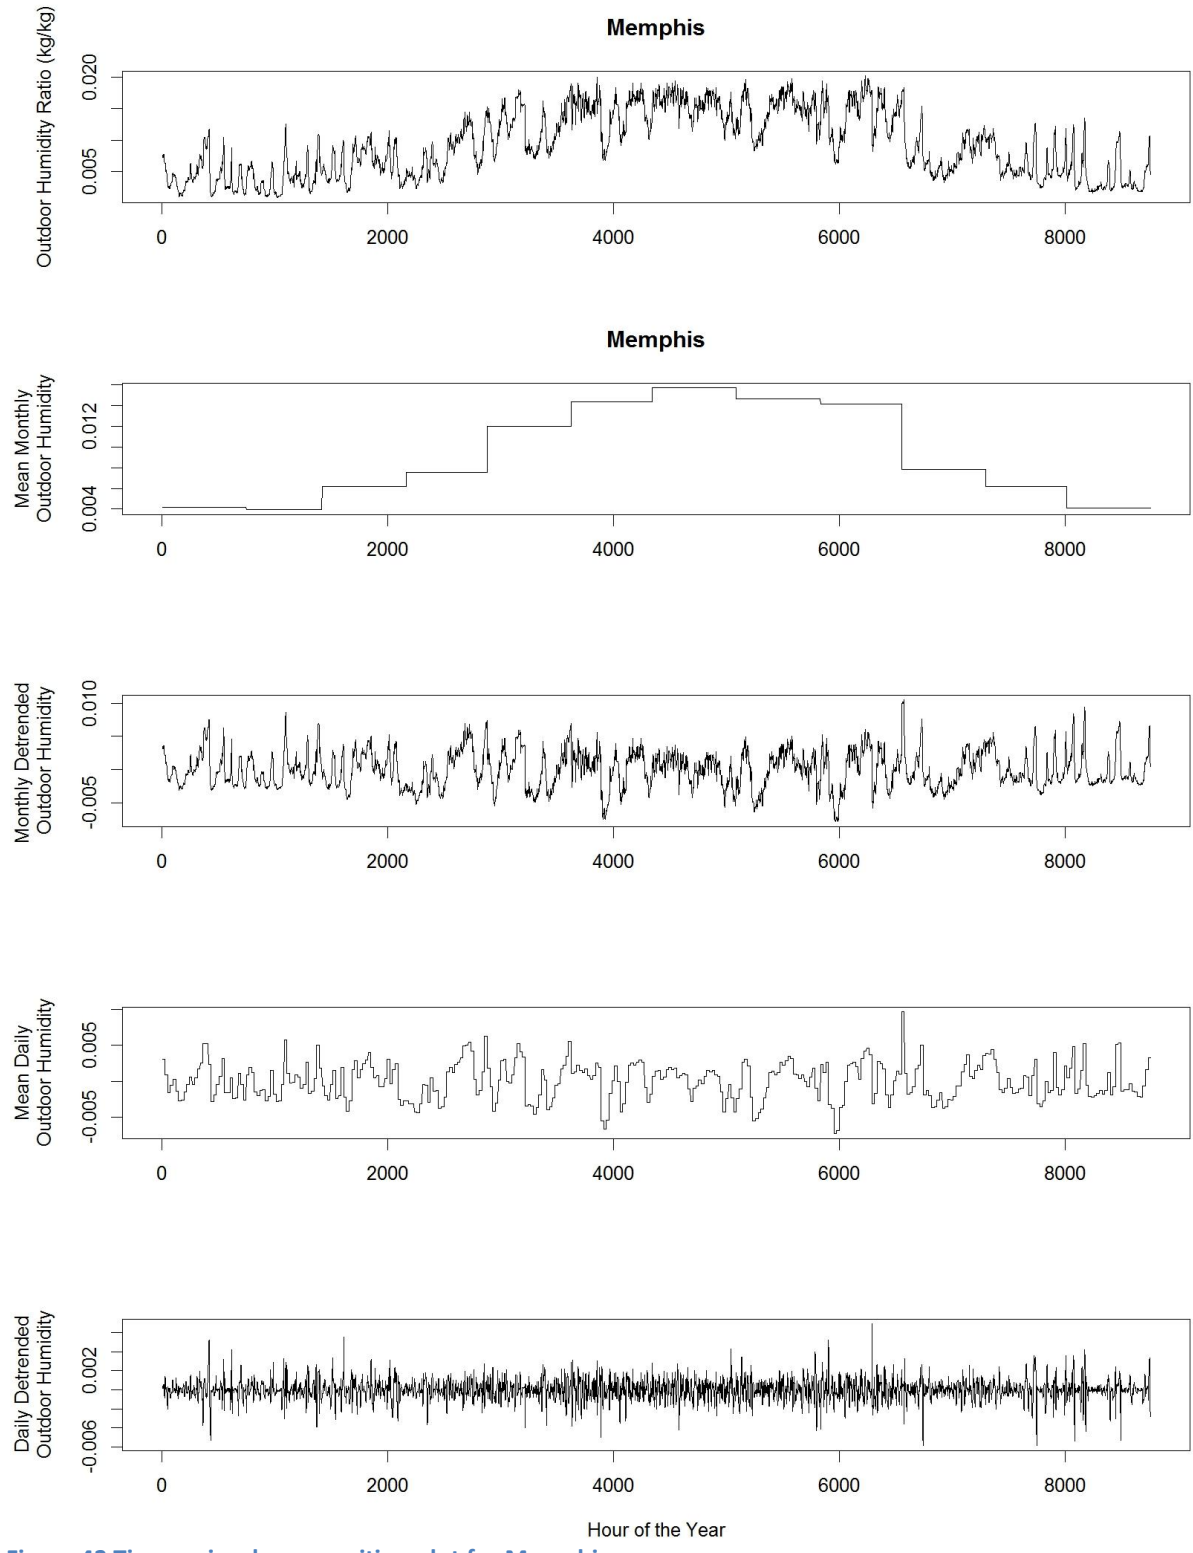 Memphis
Outdoor Humidity Ratio (kg/kg)
0.020
0.005
0 2000 4000 6000 8000
Memphis
Mean Monthly
Outdoor Humidity
0.012
0.004
0 2000 4000 6000 8000
Monthly Detrended
Outdoor Humidity
0.010
-0.005
0 2000 4000 6000 8000
Mean Daily
Outdoor Humidity
0.005
-0.005
0 2000 4000 6000 8000
Daily Detrended
Outdoor Humidity
0.002
-0.006
0 2000 4000 6000 8000
Hour of the Year